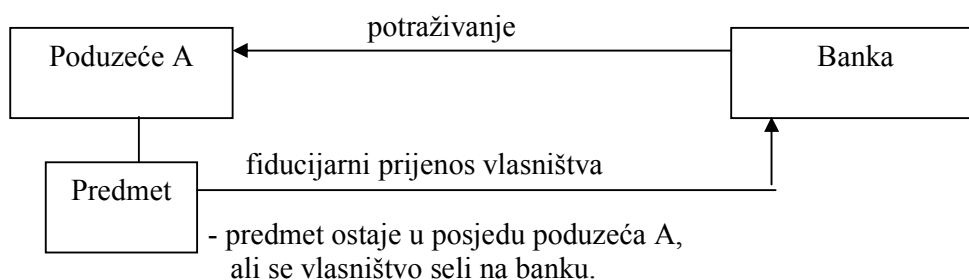 potraživanje
Poduzeće A
Banka
fiducijarni prijenos vlasništva
Predmet
- predmet ostaje u posjedu poduzeća A,
ali se vlasništvo seli na banku.